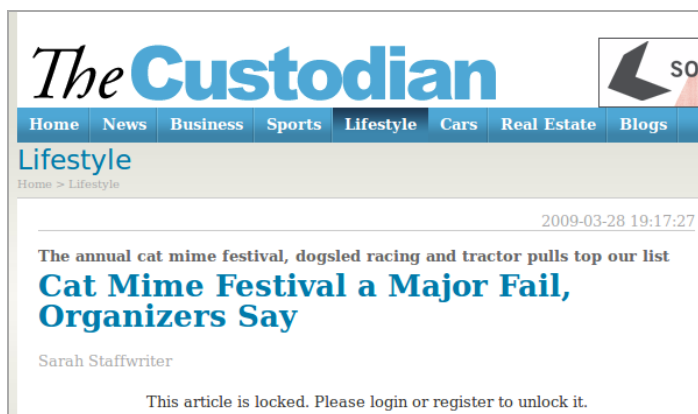 The Custodian
SO
Home News Business Sports Lifestyle Cars Real Estate Blogs
Lifestyle
Home > Lifestyle
2009-03-28 19:17:27
The annual cat mime festival, dogsled racing and tractor pulls top our list
Cat Mime Festival a Major Fail,
Organizers Say
Sarah Staffwriter
This article is locked. Please login or register to unlock it.